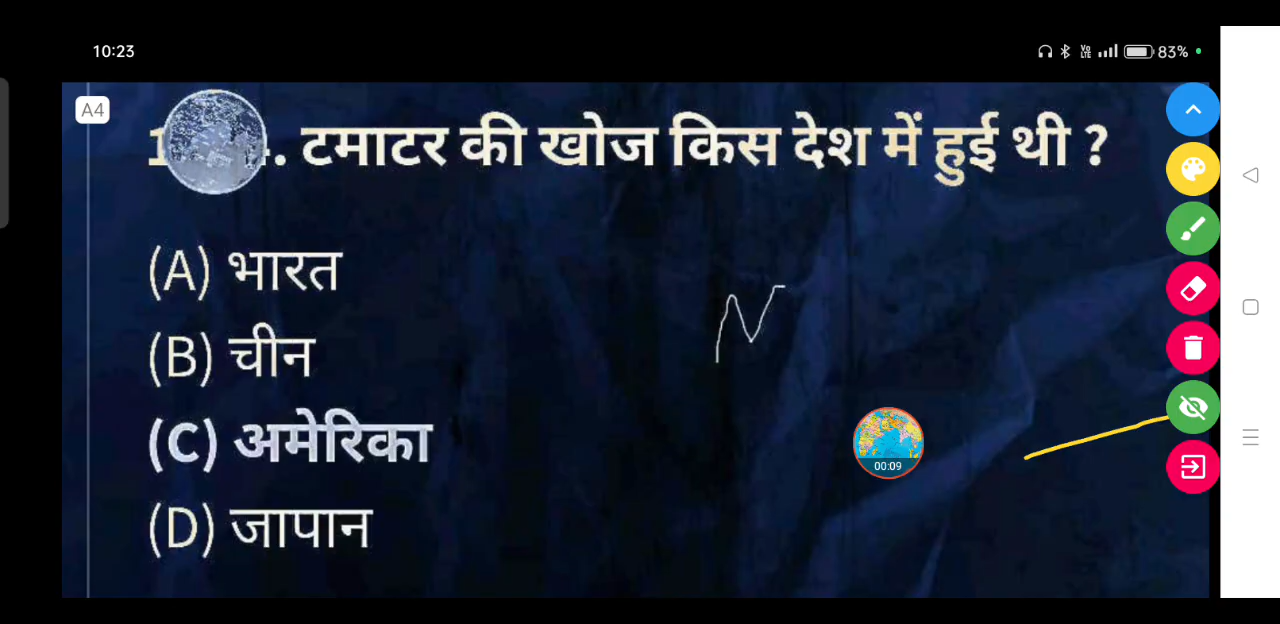 10:23
83%
A4
. टमाटर की खोज किस देश में हुई थी ?
(A) भारत
(B) चीन
(C) अमेरिका
(D) जापान
N
00:09